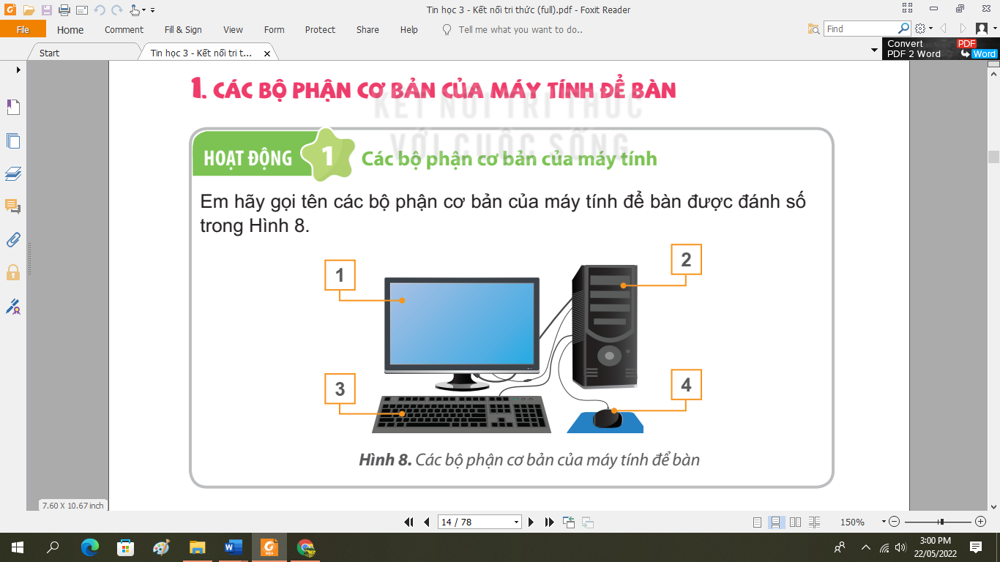 Tin học 3 - Kết nối tri thức (full).pdf - Foxit Reader
File Home Comment Fill & Sign View Form Protect Share Help Tell me what you want to do.. Find
Start Tin học 3 - Kết nối tri t... Convert PDF
PDF 2 Word Word
1. CÁC BỘ PHẬN CƠ BẢN CỦA MÁY TÍNH ĐỂ BÀN
KẾT NỐI TRI THỨC
VỚI CUỘC SỐNG
HOẠT ĐỘNG 1 Các bộ phận cơ bản của máy tính
Em hãy gọi tên các bộ phận cơ bản của máy tính để bàn được đánh số
trong Hình 8.
1
2
3
4
Hình 8. Các bộ phận cơ bản của máy tính để bàn
7.60 X 10.67 inch
14 / 78 150%
W PDF 3:00 PM
22/05/2022